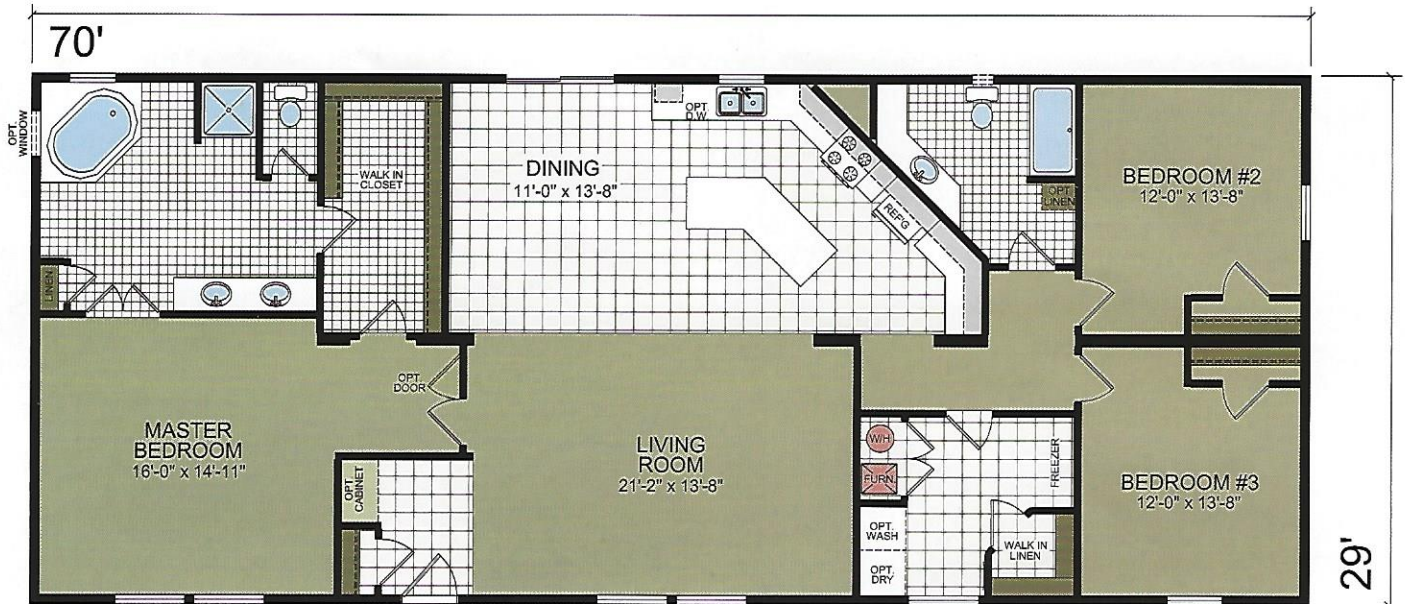 70'
OPT.
WINDOW
WALK IN
CLOSET
DINING
11'-0" x 13'-8"
OPT.
D.W
REF'G
OPT
LINEN
BEDROOM #2
12'-0" x 13'-8"
LINEN
OPT.
DOOR
MASTER
BEDROOM
16'-0" x 14'-11"
LIVING
ROOM
21'-2" x 13'-8"
OPT
CABINET
W/H
FURN.
FREEZER
OPT.
WASH
OPT.
DRY
WALK IN
LINEN
BEDROOM #3
12'-0" x 13'-8"
29'